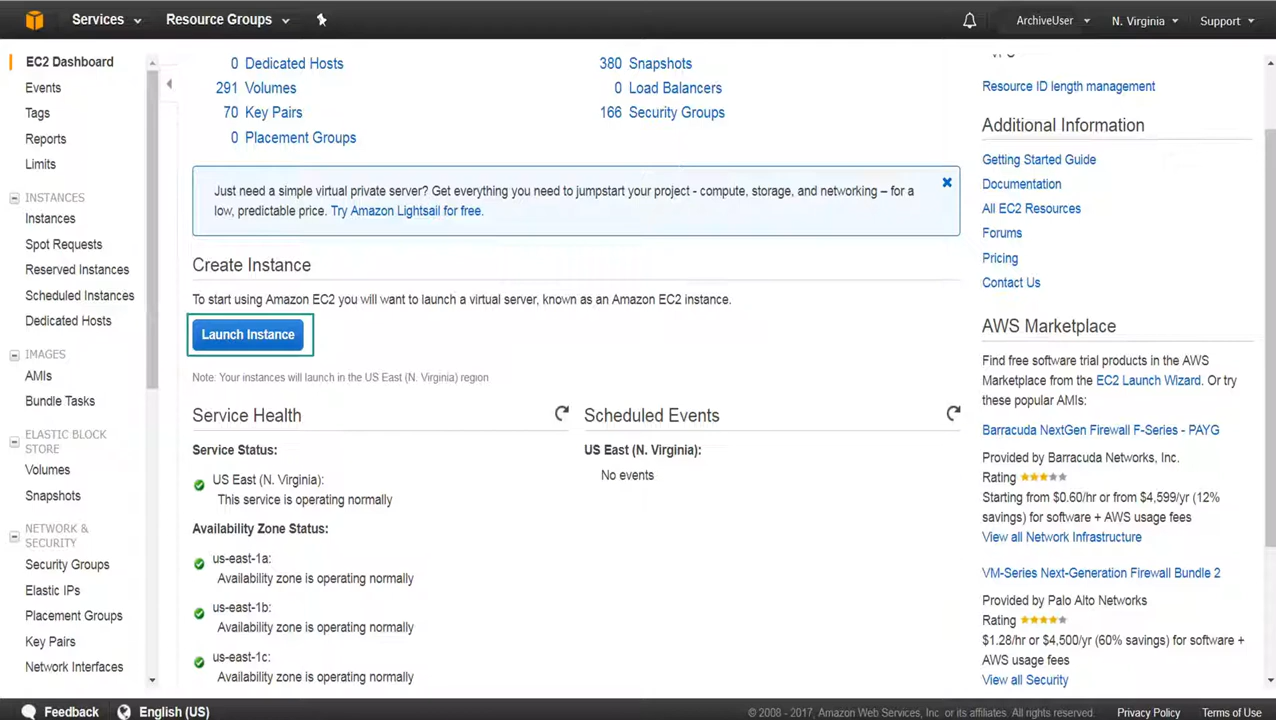 Services
Resource Groups
ArchiveUser
N. Virginia
Support
EC2 Dashboard
Events
Tags
Reports
Limits
INSTANCES
Instances
Spot Requests
Reserved Instances
Scheduled Instances
Dedicated Hosts
IMAGES
AMIs
Bundle Tasks
ELASTIC BLOCK
STORE
Volumes
Snapshots
NETWORK &
SECURITY
Security Groups
Elastic IPs
Placement Groups
Key Pairs
Network Interfaces
0 Dedicated Hosts
380 Snapshots
291 Volumes
0 Load Balancers
70 Key Pairs
166 Security Groups
0 Placement Groups
Just need a simple virtual private server? Get everything you need to jumpstart your project - compute, storage, and networking – for a
low, predictable price. Try Amazon Lightsail for free.
Create Instance
To start using Amazon EC2 you will want to launch a virtual server, known as an Amazon EC2 instance.
Launch Instance
Note: Your instances will launch in the US East (N. Virginia) region
Service Health
Service Status:
US East (N. Virginia):
This service is operating normally
Availability Zone Status:
us-east-1a:
Availability zone is operating normally
us-east-1b:
Availability zone is operating normally
us-east-1c:
Availability zone is operating normally
Scheduled Events
US East (N. Virginia):
No events
Resource ID length management
Additional Information
Getting Started Guide
Documentation
All EC2 Resources
Forums
Pricing
Contact Us
AWS Marketplace
Find free software trial products in the AWS
Marketplace from the EC2 Launch Wizard. Or try
these popular AMIs:
Barracuda NextGen Firewall F-Series - PAYG
Provided by Barracuda Networks, Inc.
Rating
Starting from $0.60/hr or from $4,599/yr (12%
savings) for software + AWS usage fees
View all Network Infrastructure
VM-Series Next-Generation Firewall Bundle 2
Provided by Palo Alto Networks
Rating
$1.28/hr or $4,500/yr (60% savings) for software +
AWS usage fees
View all Security
Feedback
English (US)
© 2008 - 2017, Amazon Web Services, Inc. or its affiliates. All rights reserved.
Privacy Policy
Terms of Use